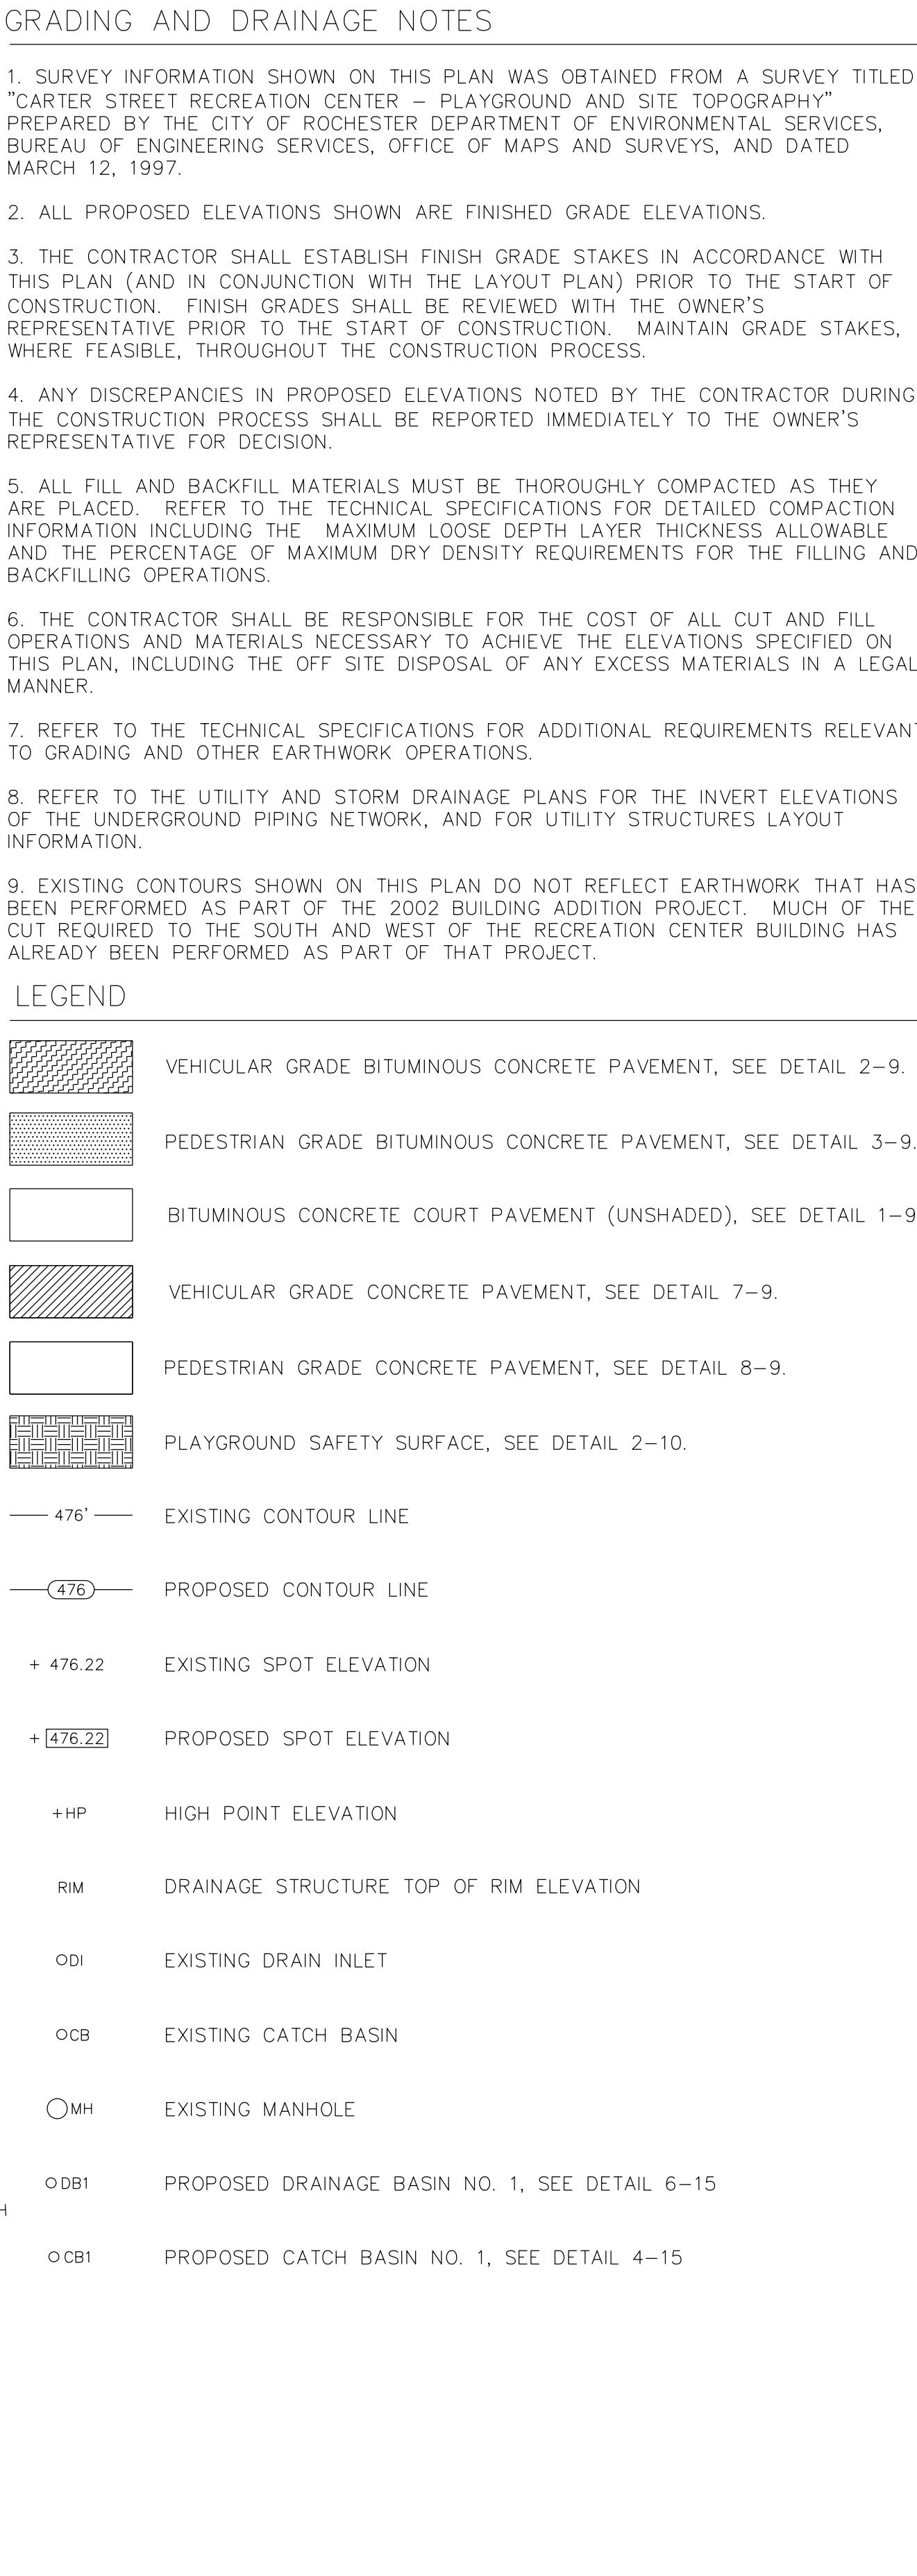 GRADING AND DRAINAGE NOTES
1. SURVEY INFORMATION SHOWN ON THIS PLAN WAS OBTAINED FROM A SURVEY TITLED
"CARTER STREET RECREATION CENTER – PLAYGROUND AND SITE TOPOGRAPHY"
PREPARED BY THE CITY OF ROCHESTER DEPARTMENT OF ENVIRONMENTAL SERVICES,
BUREAU OF ENGINEERING SERVICES, OFFICE OF MAPS AND SURVEYS, AND DATED
MARCH 12, 1997.
2. ALL PROPOSED ELEVATIONS SHOWN ARE FINISHED GRADE ELEVATIONS.
3. THE CONTRACTOR SHALL ESTABLISH FINISH GRADE STAKES IN ACCORDANCE WITH
THIS PLAN (AND IN CONJUNCTION WITH THE LAYOUT PLAN) PRIOR TO THE START OF
CONSTRUCTION. FINISH GRADES SHALL BE REVIEWED WITH THE OWNER'S
REPRESENTATIVE PRIOR TO THE START OF CONSTRUCTION. MAINTAIN GRADE STAKES,
WHERE FEASIBLE, THROUGHOUT THE CONSTRUCTION PROCESS.
4. ANY DISCREPANCIES IN PROPOSED ELEVATIONS NOTED BY THE CONTRACTOR DURING
THE CONSTRUCTION PROCESS SHALL BE REPORTED IMMEDIATELY TO THE OWNER'S
REPRESENTATIVE FOR DECISION.
5. ALL FILL AND BACKFILL MATERIALS MUST BE THOROUGHLY COMPACTED AS THEY
ARE PLACED. REFER TO THE TECHNICAL SPECIFICATIONS FOR DETAILED COMPACTION
INFORMATION INCLUDING THE MAXIMUM LOOSE DEPTH LAYER THICKNESS ALLOWABLE
AND THE PERCENTAGE OF MAXIMUM DRY DENSITY REQUIREMENTS FOR THE FILLING AND
BACKFILLING OPERATIONS.
6. THE CONTRACTOR SHALL BE RESPONSIBLE FOR THE COST OF ALL CUT AND FILL
OPERATIONS AND MATERIALS NECESSARY TO ACHIEVE THE ELEVATIONS SPECIFIED ON
THIS PLAN, INCLUDING THE OFF SITE DISPOSAL OF ANY EXCESS MATERIALS IN A LEGAL
MANNER.
7. REFER TO THE TECHNICAL SPECIFICATIONS FOR ADDITIONAL REQUIREMENTS RELEVANT
TO GRADING AND OTHER EARTHWORK OPERATIONS.
8. REFER TO THE UTILITY AND STORM DRAINAGE PLANS FOR THE INVERT ELEVATIONS
OF THE UNDERGROUND PIPING NETWORK, AND FOR UTILITY STRUCTURES LAYOUT
INFORMATION.
9. EXISTING CONTOURS SHOWN ON THIS PLAN DO NOT REFLECT EARTHWORK THAT HAS
BEEN PERFORMED AS PART OF THE 2002 BUILDING ADDITION PROJECT. MUCH OF THE
CUT REQUIRED TO THE SOUTH AND WEST OF THE RECREATION CENTER BUILDING HAS
ALREADY BEEN PERFORMED AS PART OF THAT PROJECT.
LEGEND
VEHICULAR GRADE BITUMINOUS CONCRETE PAVEMENT, SEE DETAIL 2–9.
PEDESTRIAN GRADE BITUMINOUS CONCRETE PAVEMENT, SEE DETAIL 3–9.
BITUMINOUS CONCRETE COURT PAVEMENT (UNSHADED), SEE DETAIL 1–9
VEHICULAR GRADE CONCRETE PAVEMENT, SEE DETAIL 7–9.
PEDESTRIAN GRADE CONCRETE PAVEMENT, SEE DETAIL 8–9.
PLAYGROUND SAFETY SURFACE, SEE DETAIL 2–10.
476' EXISTING CONTOUR LINE
476 PROPOSED CONTOUR LINE
+ 476.22 EXISTING SPOT ELEVATION
+ 476.22 PROPOSED SPOT ELEVATION
+HP HIGH POINT ELEVATION
RIM DRAINAGE STRUCTURE TOP OF RIM ELEVATION
DI EXISTING DRAIN INLET
CB EXISTING CATCH BASIN
MH EXISTING MANHOLE
DB1 PROPOSED DRAINAGE BASIN NO. 1, SEE DETAIL 6–15
H
CB1 PROPOSED CATCH BASIN NO. 1, SEE DETAIL 4–15